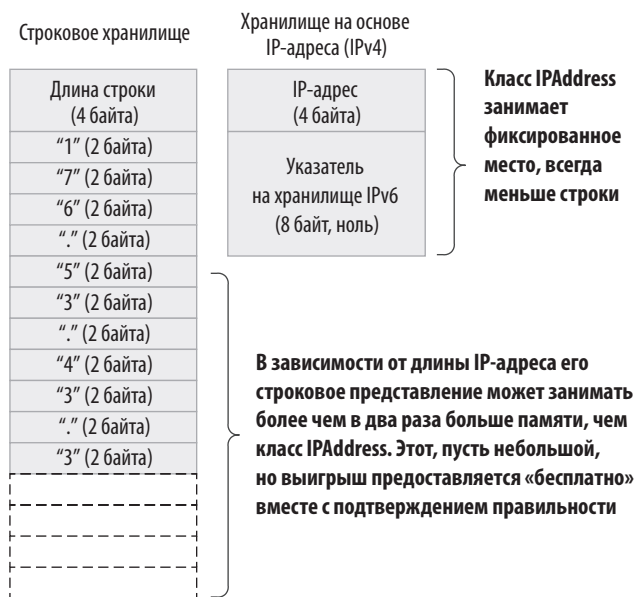 Строковое хранилище
Длина строки
(4 байта)
“1” (2 байта)
“7” (2 байта)
“6” (2 байта)
“.” (2 байта)
“5” (2 байта)
“3” (2 байта)
“.” (2 байта)
“4” (2 байта)
“3” (2 байта)
“.” (2 байта)
“3” (2 байта)
Хранилище на основе
IP-адреса (IPv4)
IP-адрес
(4 байта)
Указатель
на хранилище IPv6
(8 байт, ноль)
Класс IPAddress
занимает
фиксированное
место, всегда
меньше строки
В зависимости от длины IP-адреса его
строковое представление может занимать
более чем в два раза больше памяти, чем
класс IPAddress. Этот, пусть небольшой,
но выигрыш предоставляется «бесплатно»
вместе с подтверждением правильности